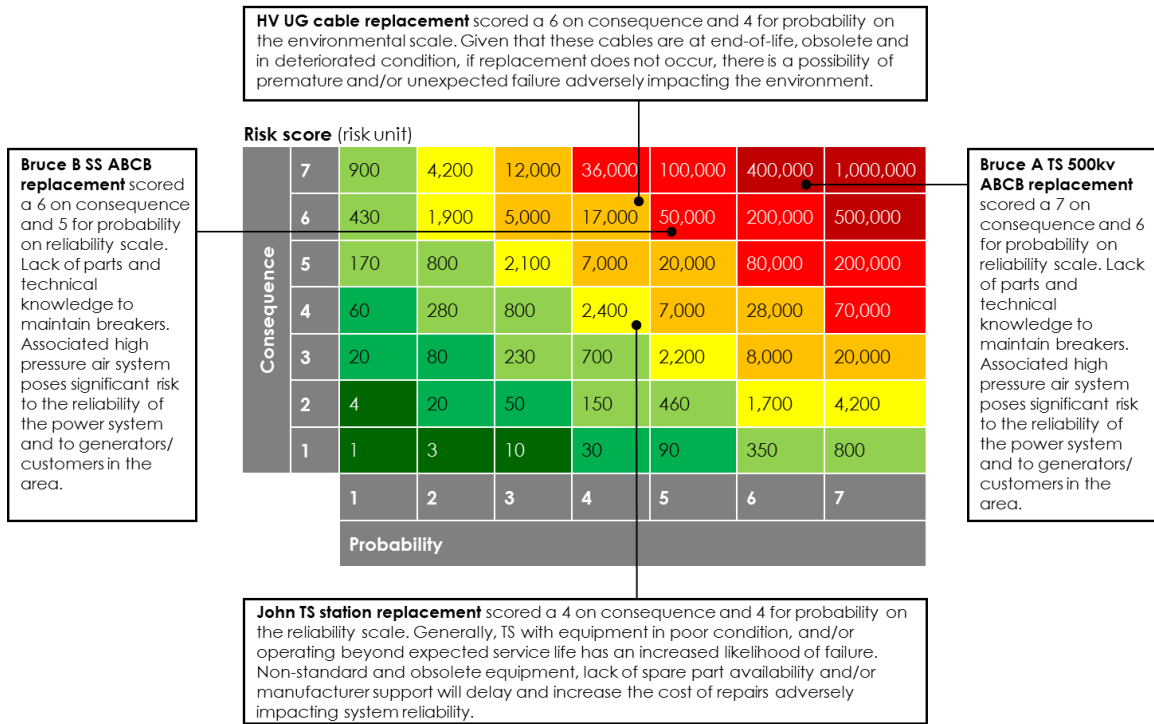 HV UG cable replacement scored a 6 on consequence and 4 for probability on
the environmental scale. Given that these cables are at end-of-life, obsolete and
in deteriorated condition, if replacement does not occur, there is a possibility of
premature and/or unexpected failure adversely impacting the environment.
Risk score (risk unit)
Bruce B SS ABCB
replacement scored
a 6 on consequence
and 5 for probability
on reliability scale.
Lack of parts and
technical
knowledge to
maintain breakers.
Associated high
pressure air system
poses significant risk
to the reliability of
the power system
and to generators/
customers in the
area.
Consequence
7 900 4,200 12,000 36,000 100,000 400,000 1,000,000
6 430 1,900 5,000 17,000 50,000 200,000 500,000
5 170 800 2,100 7,000 20,000 80,000 200,000
4 60 280 800 2,400 7,000 28,000 70,000
3 20 80 230 700 2,200 8,000 20,000
2 4 20 50 150 460 1,700 4,200
1 1 3 10 30 90 350 800
1 2 3 4 5 6 7
Probability
Bruce A TS 500kv
ABCB replacement
scored a 7 on
consequence and 6
for probability on
reliability scale. Lack
of parts and
technical
knowledge to
maintain breakers.
Associated high
pressure air system
poses significant risk
to the reliability of
the power system
and to generators/
customers in the
area.
John TS station replacement scored a 4 on consequence and 4 for probability on
the reliability scale. Generally, TS with equipment in poor condition, and/or
operating beyond expected service life has an increased likelihood of failure.
Non-standard and obsolete equipment, lack of spare part availability and/or
manufacturer support will delay and increase the cost of repairs adversely
impacting system reliability.